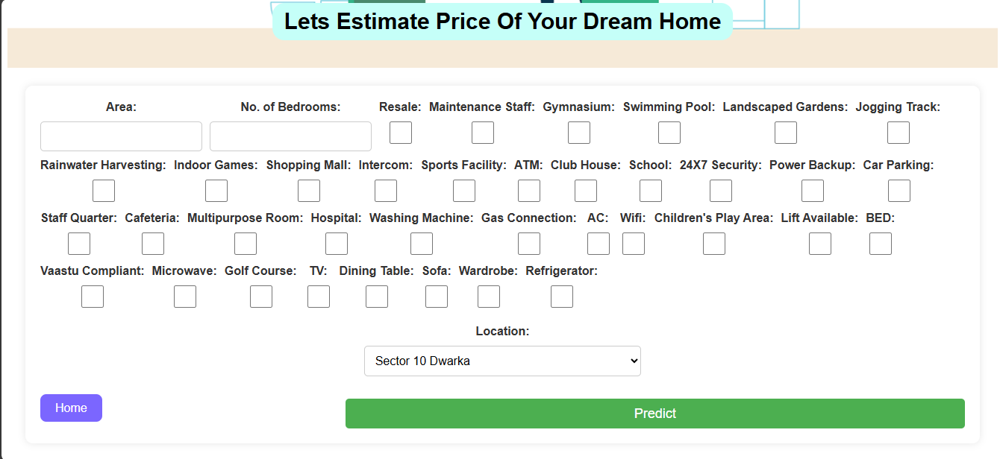 Lets Estimate Price Of Your Dream Home
Area: No. of Bedrooms: Resale: Maintenance Staff: Gymnasium: Swimming Pool: Landscaped Gardens: Jogging Track:
Rainwater Harvesting: Indoor Games: Shopping Mall: Intercom: Sports Facility: ATM: Club House: School: 24X7 Security: Power Backup: Car Parking:
Staff Quarter: Cafeteria: Multipurpose Room: Hospital: Washing Machine: Gas Connection: AC: Wifi: Children's Play Area: Lift Available: BED:
Vaastu Compliant: Microwave: Golf Course: TV: Dining Table: Sofa: Wardrobe: Refrigerator:
Location:
Sector 10 Dwarka
Home Predict